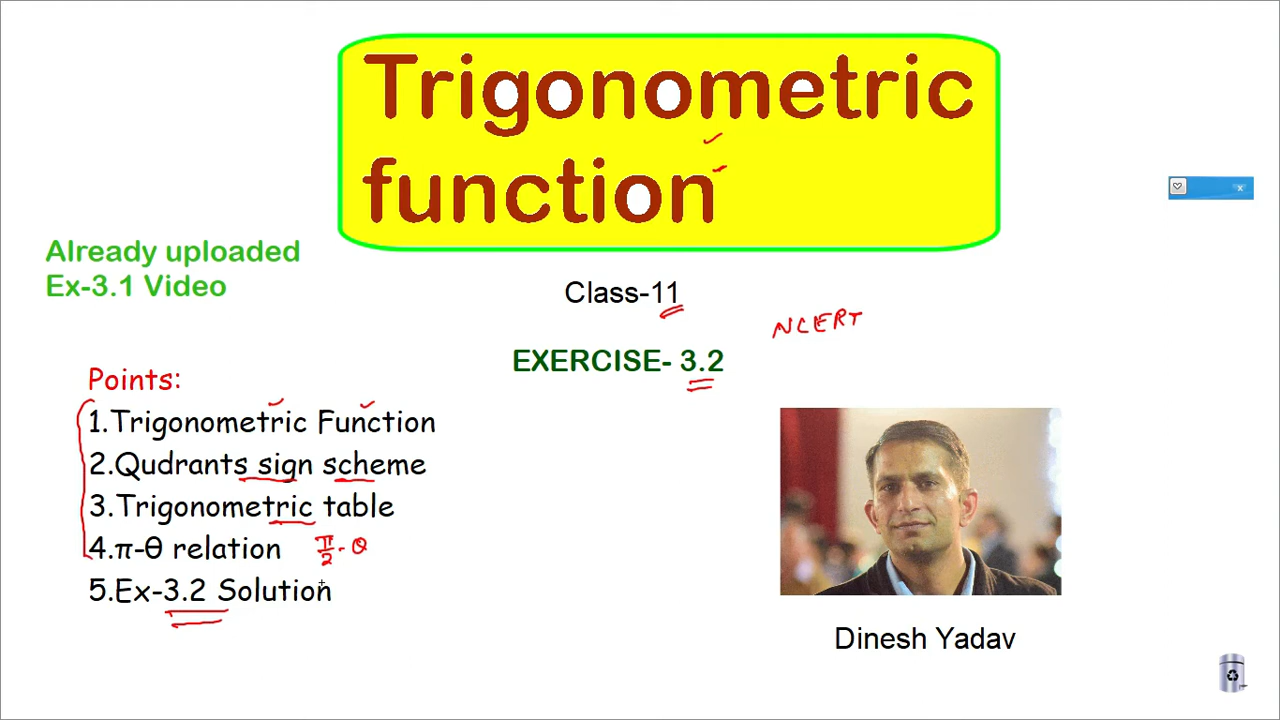 Trigonometric
function
Already uploaded
Ex-3.1 Video
Class-11
NCERT
EXERCISE- 3.2
Points:
1.Trigonometric Function
2.Qudrants sign scheme
3.Trigonometric table
4.π-θ relation π/2-θ
5.Ex-3.2 Solution
Dinesh Yadav
x